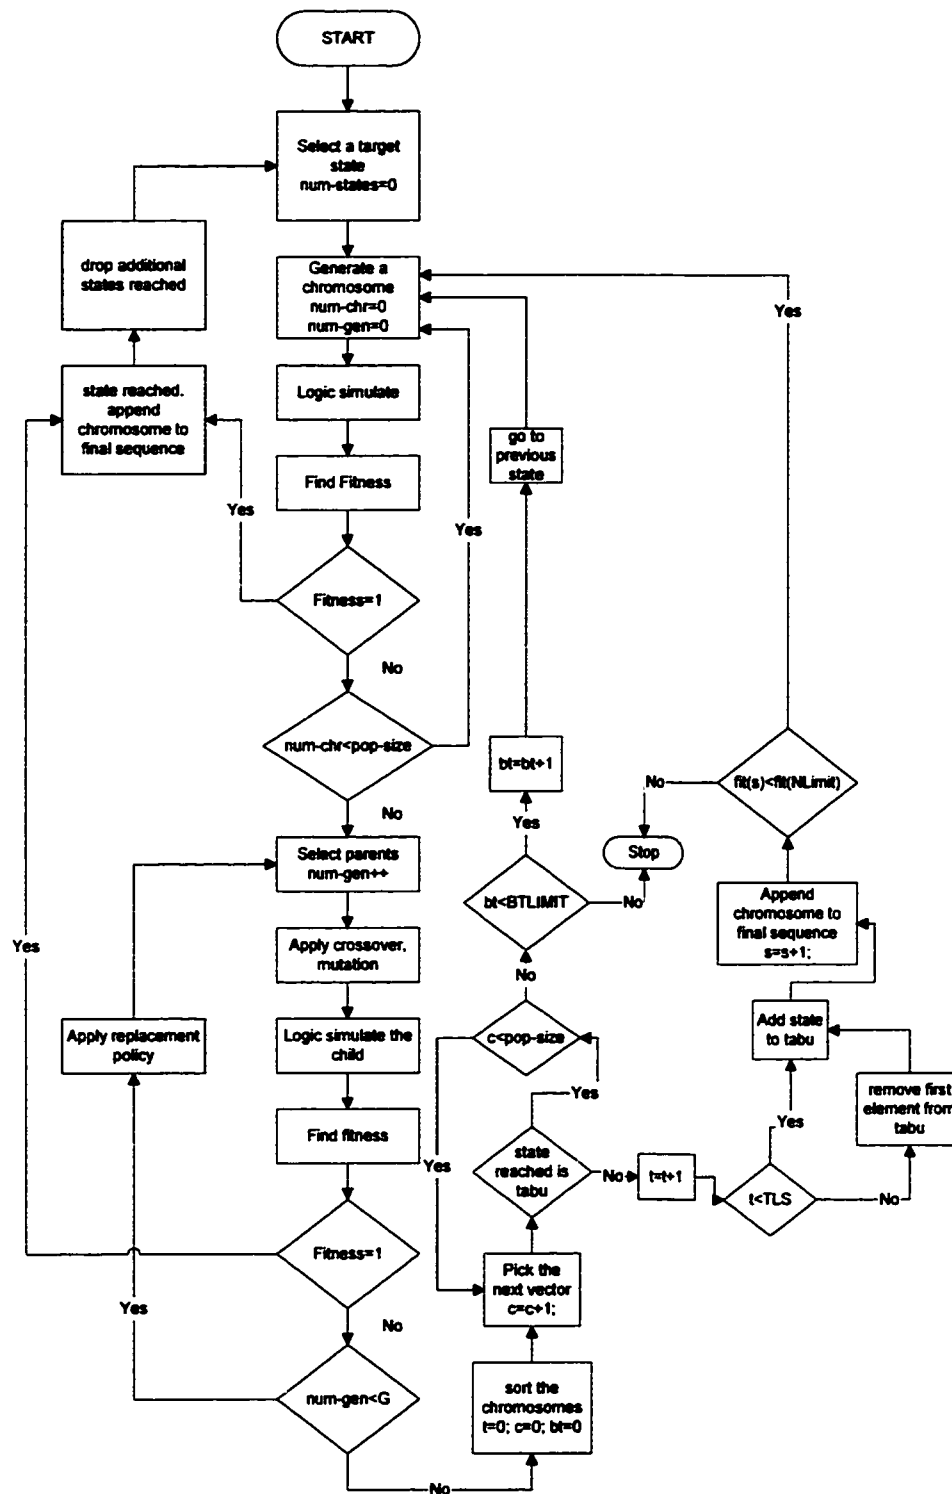 START
Select a target
state
num-states=0
drop additional
states reached
Generate a
chromosome
num-chr=0
num-gen=0
Yes
state reached.
append
chromosome to
final sequence
Logic simulate
go to
previous
state
Find Fitness
Yes
Yes
Fitness=1
No
num-chr<pop-size
bt=bt+1
No
fit(s)<fit(NLimit)
No
Yes
Select parents
num-gen++
Stop
bt<BTLIMIT
No
Append
chromosome to
final sequence
s=s+1;
Yes
Apply crossover,
mutation
No
Apply replacement
policy
Logic simulate the
child
c<pop-size
Add state
to tabu
Yes
remove first
element from
tabu
Find fitness
Yes
state
reached is
tabu
Yes
No
t=t+1
t<TLS
No
Fitness=1
Pick the
next vector
c=c+1;
Yes
No
num-gen<G
sort the
chromosomes
t=0; c=0; bt=0
No